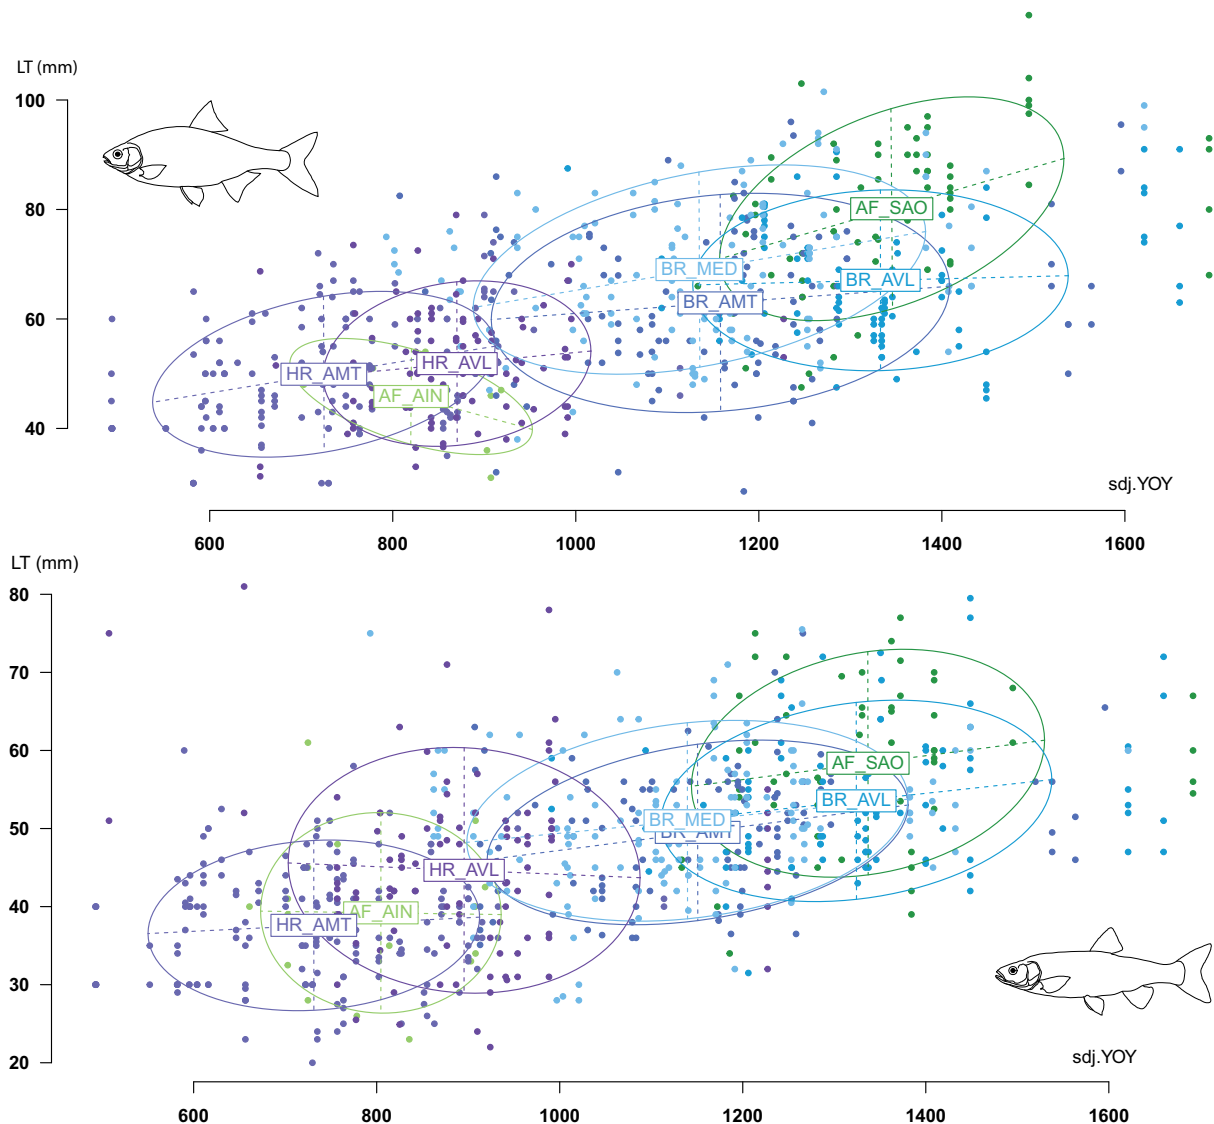 LT (mm)
100
80
AF_SAO
BR_MED
BR_AVL
BR_AMT
60
HR_AVL
HR_AMT
AF_AIN
40
sdj.YOY
600 800 1000 1200 1400 1600
LT (mm)
80
70
60
AF_SAO
BR_AVL
BR_MED
BR_AMT
50
HR_AVL
40
AF_AIN
HR_AMT
30
20
sdj.YOY
600 800 1000 1200 1400 1600